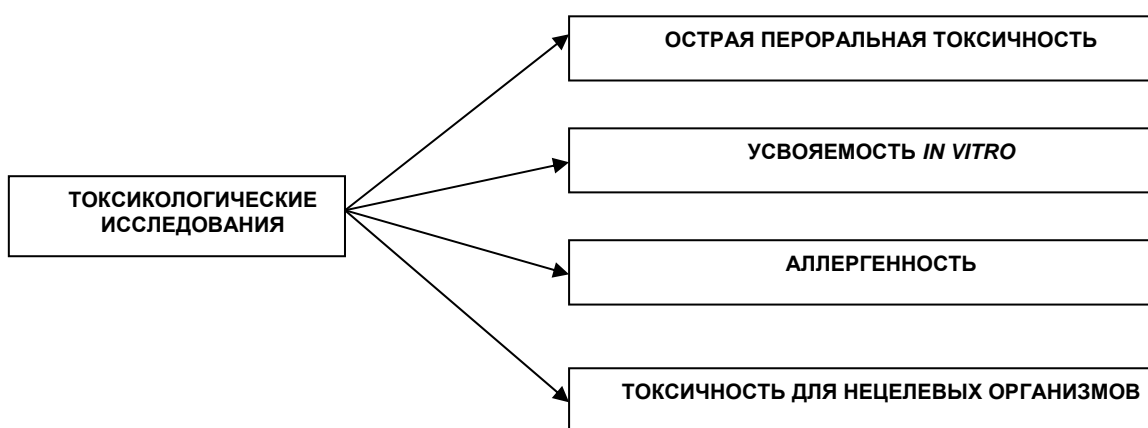 ОСТРАЯ ПЕРОРАЛЬНАЯ ТОКСИЧНОСТЬ
УСВОЯЕМОСТЬ IN VITRO
ТОКСИКОЛОГИЧЕСКИЕ
ИССЛЕДОВАНИЯ
АЛЛЕРГЕННОСТЬ
ТОКСИЧНОСТЬ ДЛЯ НЕЦЕЛЕВЫХ ОРГАНИЗМОВ